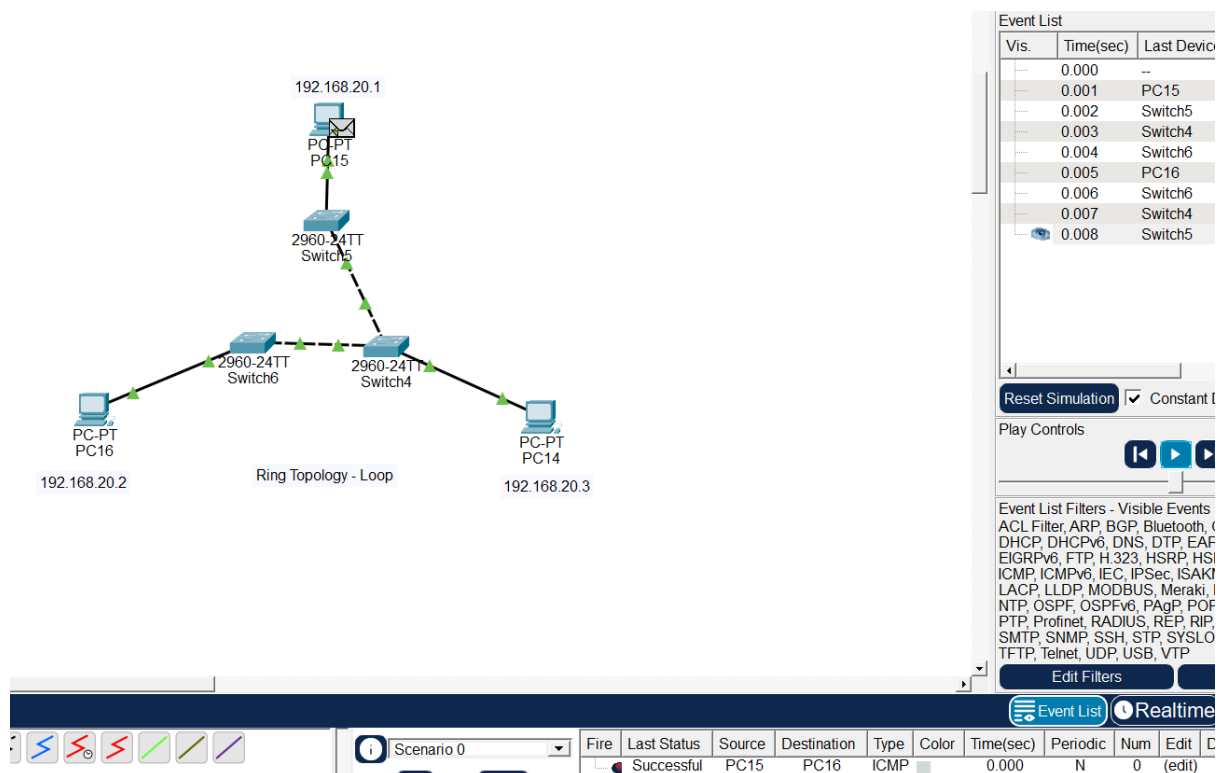 Event List
Vis. Time(sec) Last Device
0.000 --
0.001 PC15
0.002 Switch5
0.003 Switch4
0.004 Switch6
0.005 PC16
0.006 Switch6
0.007 Switch4
0.008 Switch5
192.168.20.1
PC-PT
PC15
2960-24TT
Switch5
2960-24TT
Switch6
2960-24TT
Switch4
PC-PT
PC16
192.168.20.2
Ring Topology - Loop
PC-PT
PC14
192.168.20.3
Reset Simulation Constant D
Play Controls
Event List Filters - Visible Events
ACL Filter, ARP, BGP, Bluetooth,
DHCP, DHCPv6, DNS, DTP, EAP
EIGRPv6, FTP, H.323, HSRP, HS
ICMP, ICMPv6, IEC, IPSec, ISAK
LACP, LLDP, MODBUS, Meraki,
NTP, OSPF, OSPFv6, PAgP, POP
PTP, Profinet, RADIUS, REP, RIP,
SMTP, SNMP, SSH, STP, SYSLO
TFTP, Telnet, UDP, USB, VTP
Edit Filters
Event List Realtime
Scenario 0
Fire Last Status Source Destination Type Color Time(sec) Periodic Num Edit D
Successful PC15 PC16 ICMP 0.000 N 0 (edit)